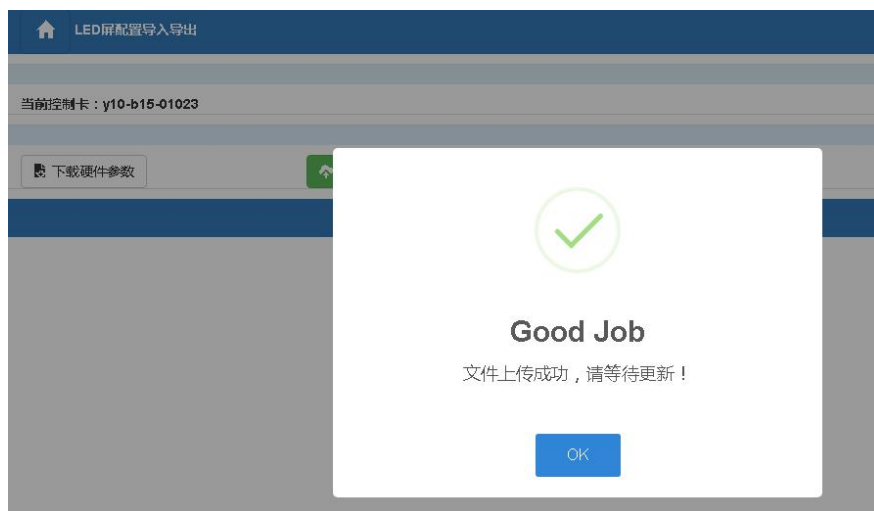 LED屏配置导入导出
当前控制卡：y10-b15-01023
下载硬件参数
Good Job
文件上传成功，请等待更新！
OK